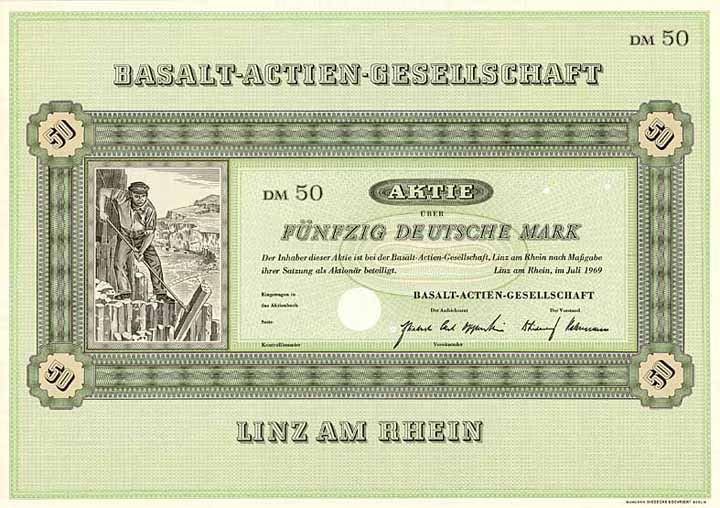 DM 50
BASALT-ACTIEN-GESELLSCHAFT
50
50
DM 50
AKTIE
ÜBER
FÜNFZIG DEUTSCHE MARK
Der Inhaber dieser Aktie ist bei der Basalt-Actien-Gesellschaft, Linz am Rhein nach Maßgabe
ihrer Satzung als Aktionär beteiligt.
Linz am Rhein, im Juli 1969
Eingetragen in
das Aktienbuch
BASALT-ACTIEN-GESELLSCHAFT
Der Aufsichtsrat
Der Vorstand
Seite
Kontrollnummer
Vorsitzender
50
50
LINZ AM RHEIN
GIESECKE & DEVRIENT